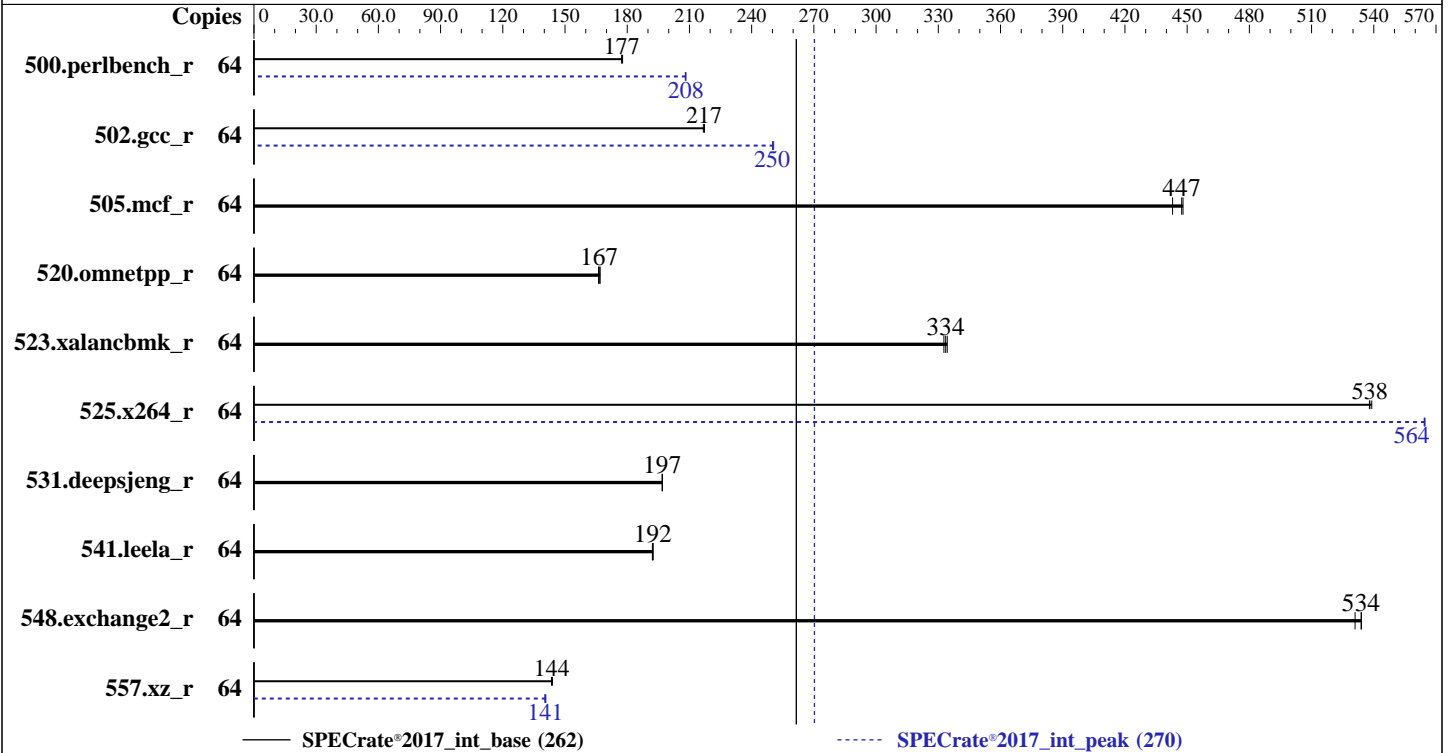 Copies 0 30.0 60.0 90.0 120 150 180 210 240 270 300 330 360 390 420 450 480 510 540 570
500.perlbench_r 64 177
208
502.gcc_r 64 217
250
505.mcf_r 64 447
520.omnetpp_r 64 167
523.xalancbmk_r 64 334
525.x264_r 64 538
564
531.deepsjeng_r 64 197
541.leela_r 64 192
548.exchange2_r 64 534
557.xz_r 64 144
141
SPECrate®2017_int_base (262) SPECrate®2017_int_peak (270)